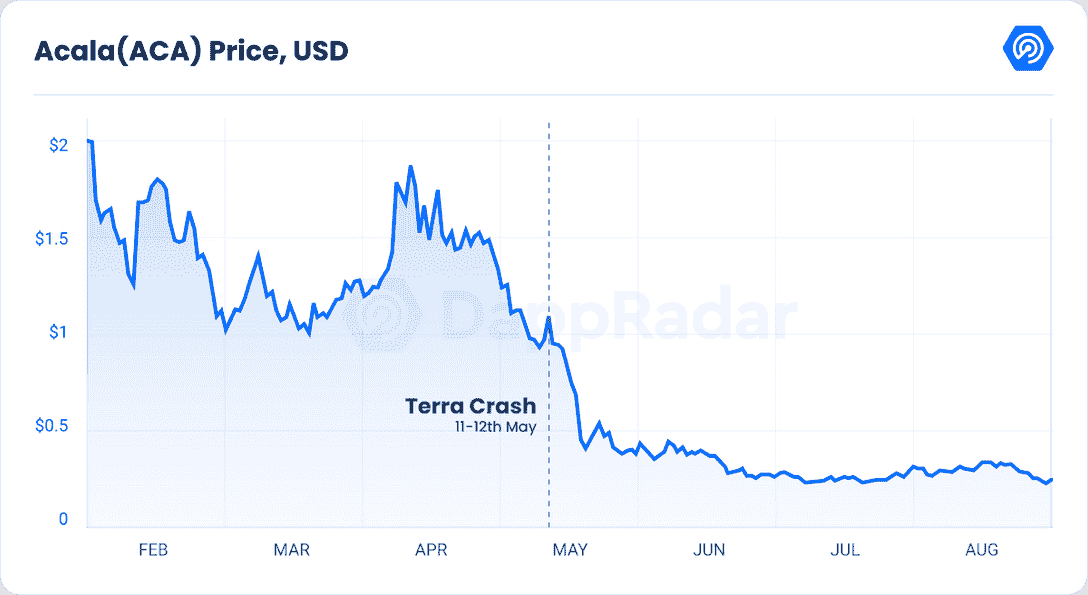 Acala(ACA) Price, USD
$2
$1.5
$1
$0.5
0
DappRadar
Terra Crash
11-12th May
FEB MAR APR MAY JUN JUL AUG